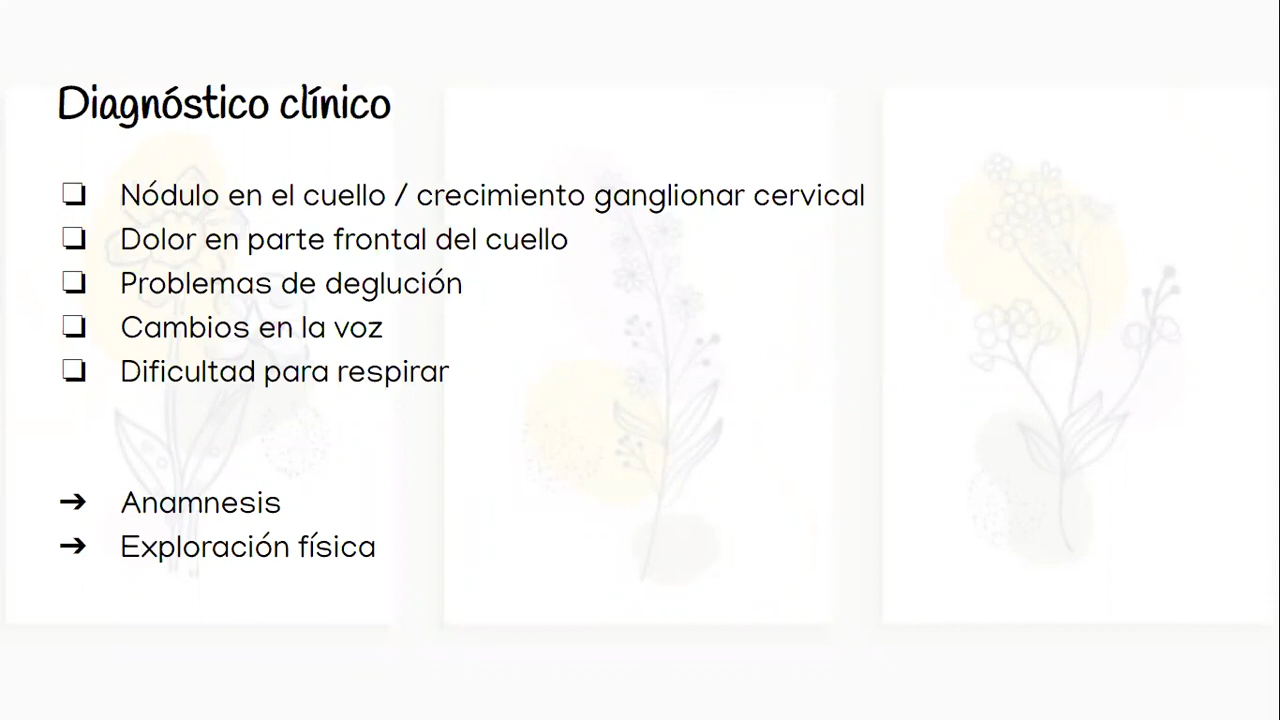 Diagnóstico clínico
❏ Nódulo en el cuello / crecimiento ganglionar cervical
❏ Dolor en parte frontal del cuello
❏ Problemas de deglución
❏ Cambios en la voz
❏ Dificultad para respirar
➔ Anamnesis
➔ Exploración física